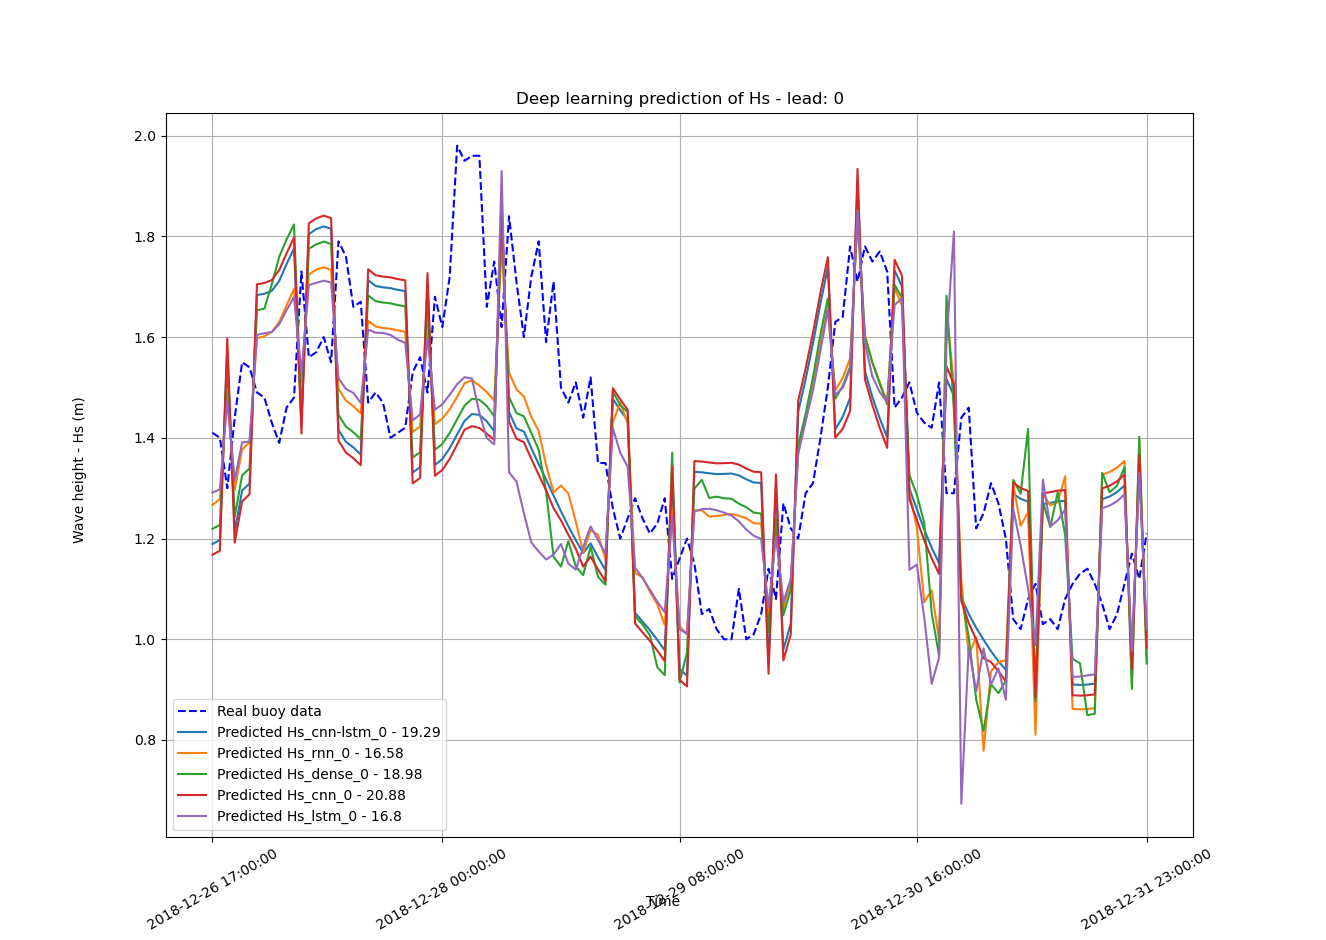 Deep learning prediction of Hs - lead: 0
2.0
1.8
1.6
1.4
1.2
1.0
0.8
Wave height - Hs (m)
Real buoy data
Predicted Hs_cnn-lstm_0 - 19.29
Predicted Hs_rnn_0 - 16.58
Predicted Hs_dense_0 - 18.98
Predicted Hs_cnn_0 - 20.88
Predicted Hs_lstm_0 - 16.8
2018-12-26 17:00:00
2018-12-28 00:00:00
2018-12-29 08:00:00
2018-12-30 16:00:00
2018-12-31 23:00:00
Time